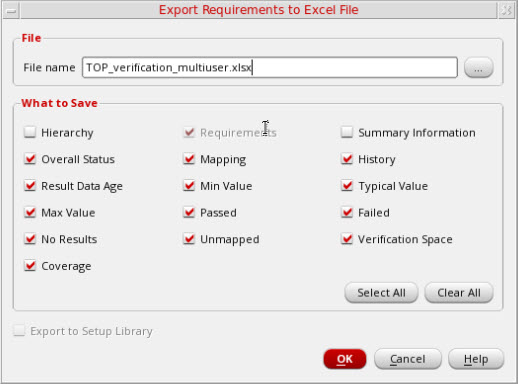 Export Requirements to Excel File
File
File name TOP_verification_multiuser.xlsx ...
What to Save
Hierarchy Requirements Summary Information
Overall Status Mapping History
Result Data Age Min Value Typical Value
Max Value Passed Failed
No Results Unmapped Verification Space
Coverage
Select All Clear All
Export to Setup Library
OK Cancel Help